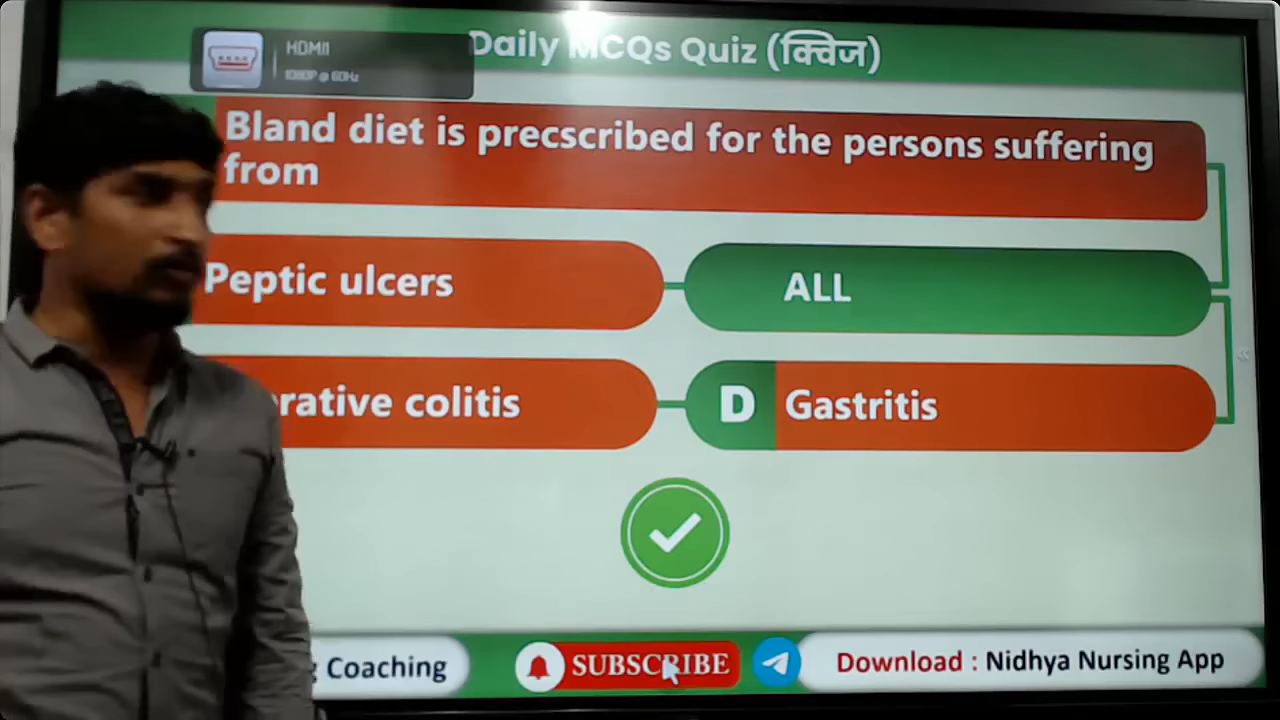 HDMI1
1080P @ 60Hz
Daily MCQs Quiz (क्विज)
Bland diet is precscribed for the persons suffering
from
Peptic ulcers
ALL
rative colitis
D Gastritis
Coaching
SUBSCRIBE
Download : Nidhya Nursing App